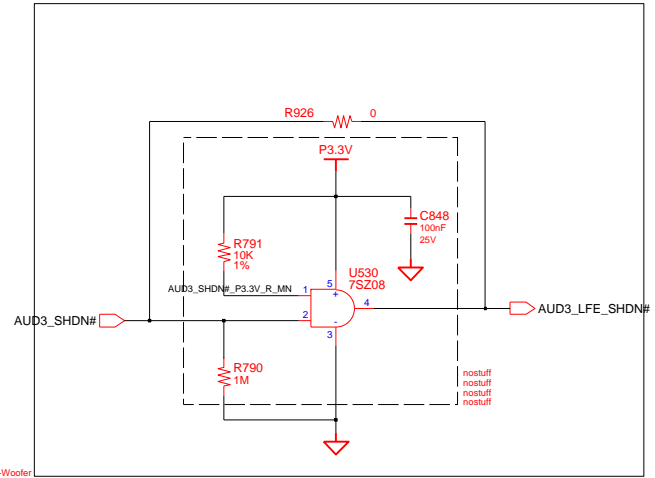 R926 0
P3.3V
C848
100nF
25V
R791
10K
1%
U530
7SZ08
AUD3_SHDN#_P3.3V_R_MN
1
5
+
2
4
-
3
AUD3_SHDN#
AUD3_LFE_SHDN#
R790
1M
nostuff
nostuff
nostuff
nostuff
-Woofer